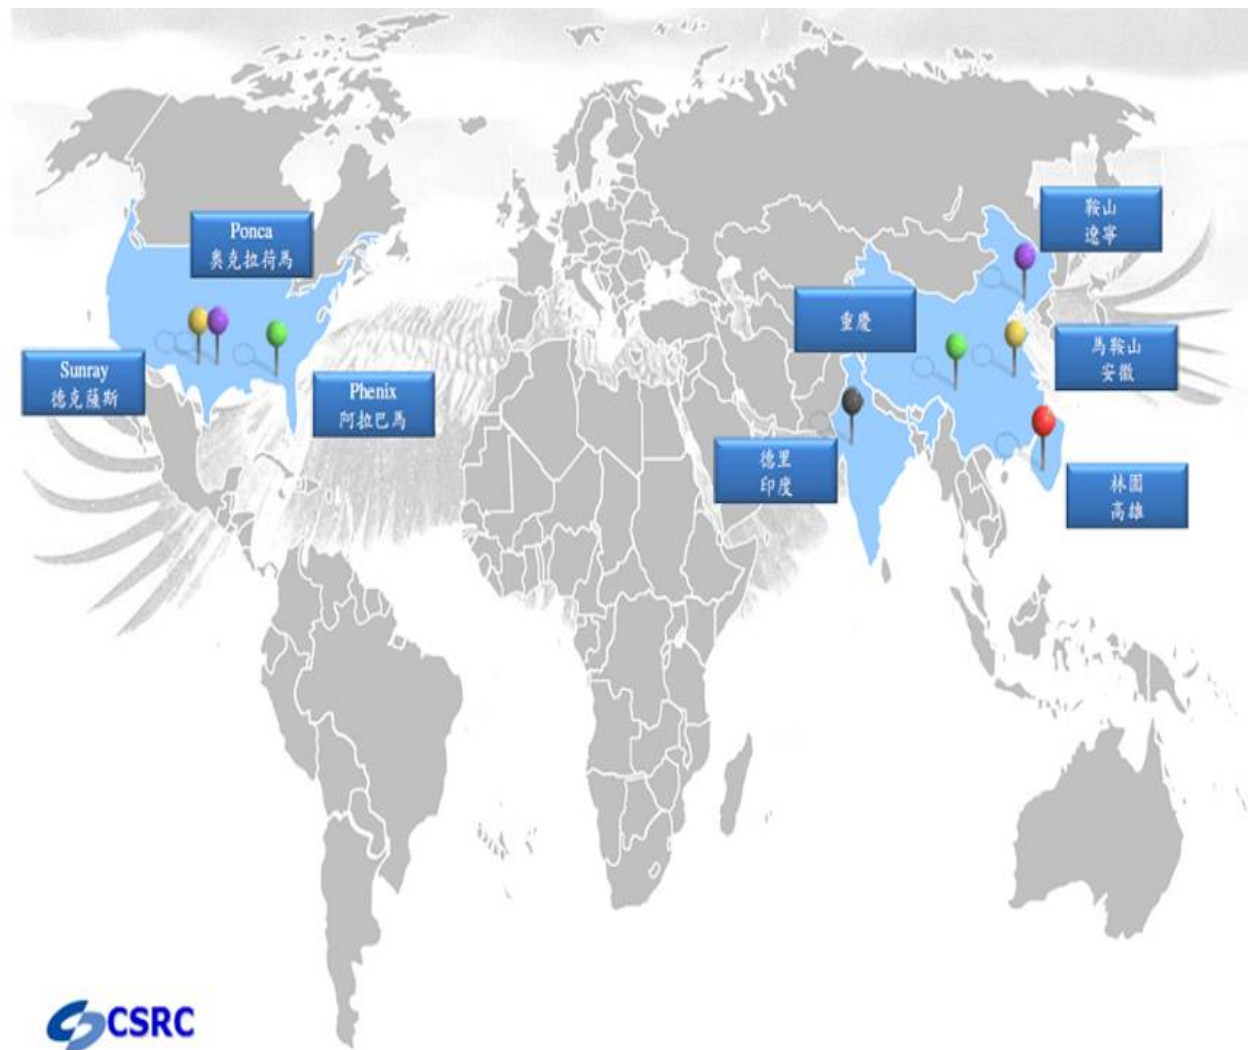 Ponca
奧克拉荷馬
Sunray
德克薩斯
Phenix
阿拉巴馬
鞍山
遼寧
重慶
馬鞍山
安徽
德里
印度
林園
高雄
CSRC